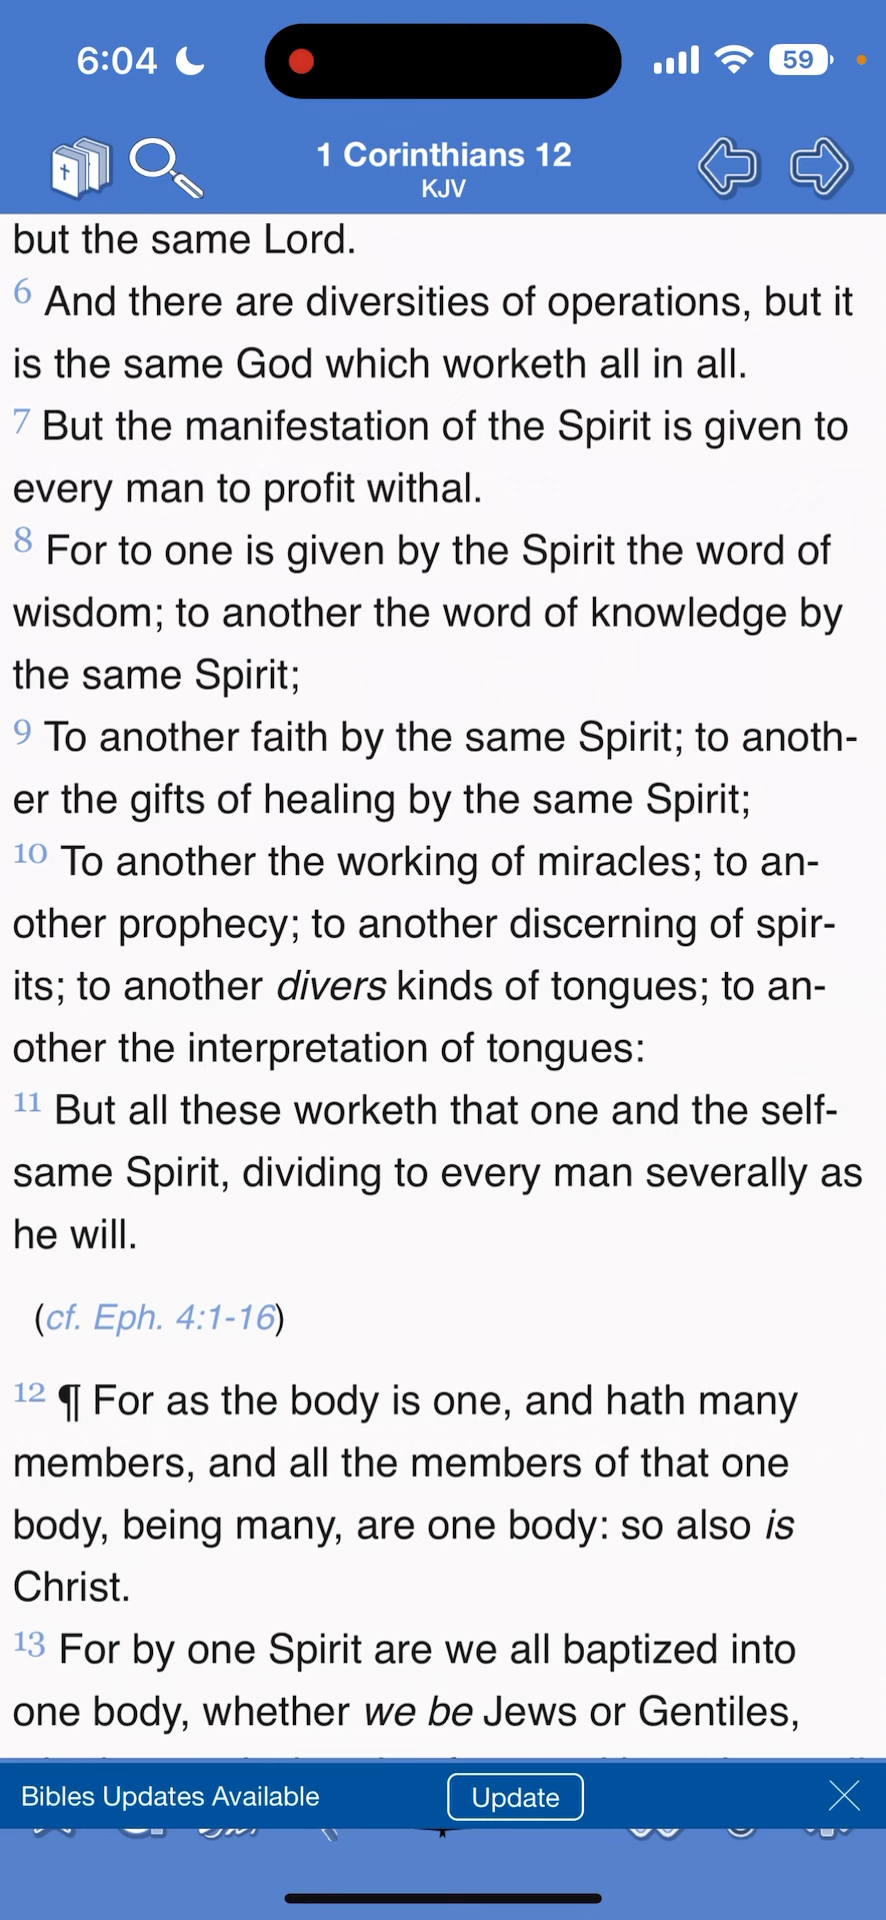 6:04
59
1 Corinthians 12
KJV
but the same Lord.
6 And there are diversities of operations, but it
is the same God which worketh all in all.
7 But the manifestation of the Spirit is given to
every man to profit withal.
8 For to one is given by the Spirit the word of
wisdom; to another the word of knowledge by
the same Spirit;
9 To another faith by the same Spirit; to anoth-
er the gifts of healing by the same Spirit;
10 To another the working of miracles; to an-
other prophecy; to another discerning of spir-
its; to another divers kinds of tongues; to an-
other the interpretation of tongues:
11 But all these worketh that one and the self-
same Spirit, dividing to every man severally as
he will.
(cf. Eph. 4:1-16)
12 ¶ For as the body is one, and hath many
members, and all the members of that one
body, being many, are one body: so also is
Christ.
13 For by one Spirit are we all baptized into
one body, whether we be Jews or Gentiles,
Bibles Updates Available
Update